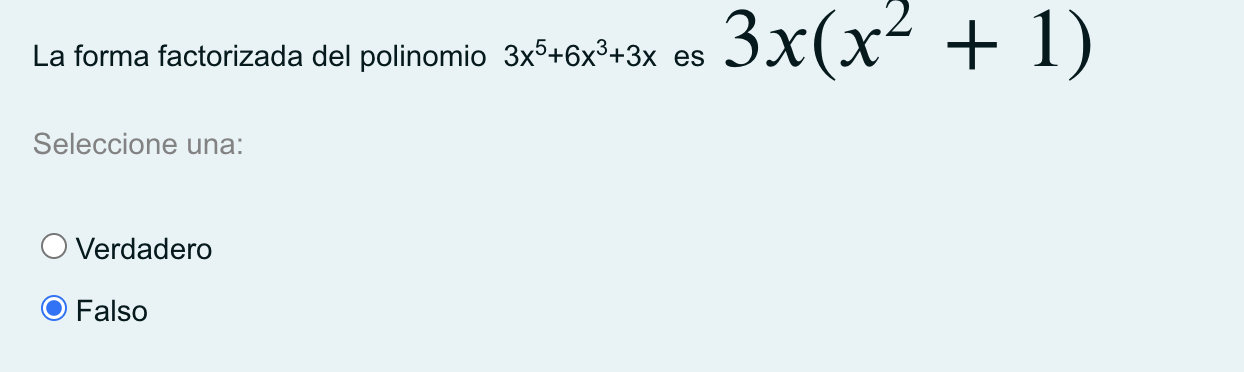 La forma factorizada del polinomio 3x⁵+6x³+3x es 3x(x² + 1)
Seleccione una:
Verdadero
Falso